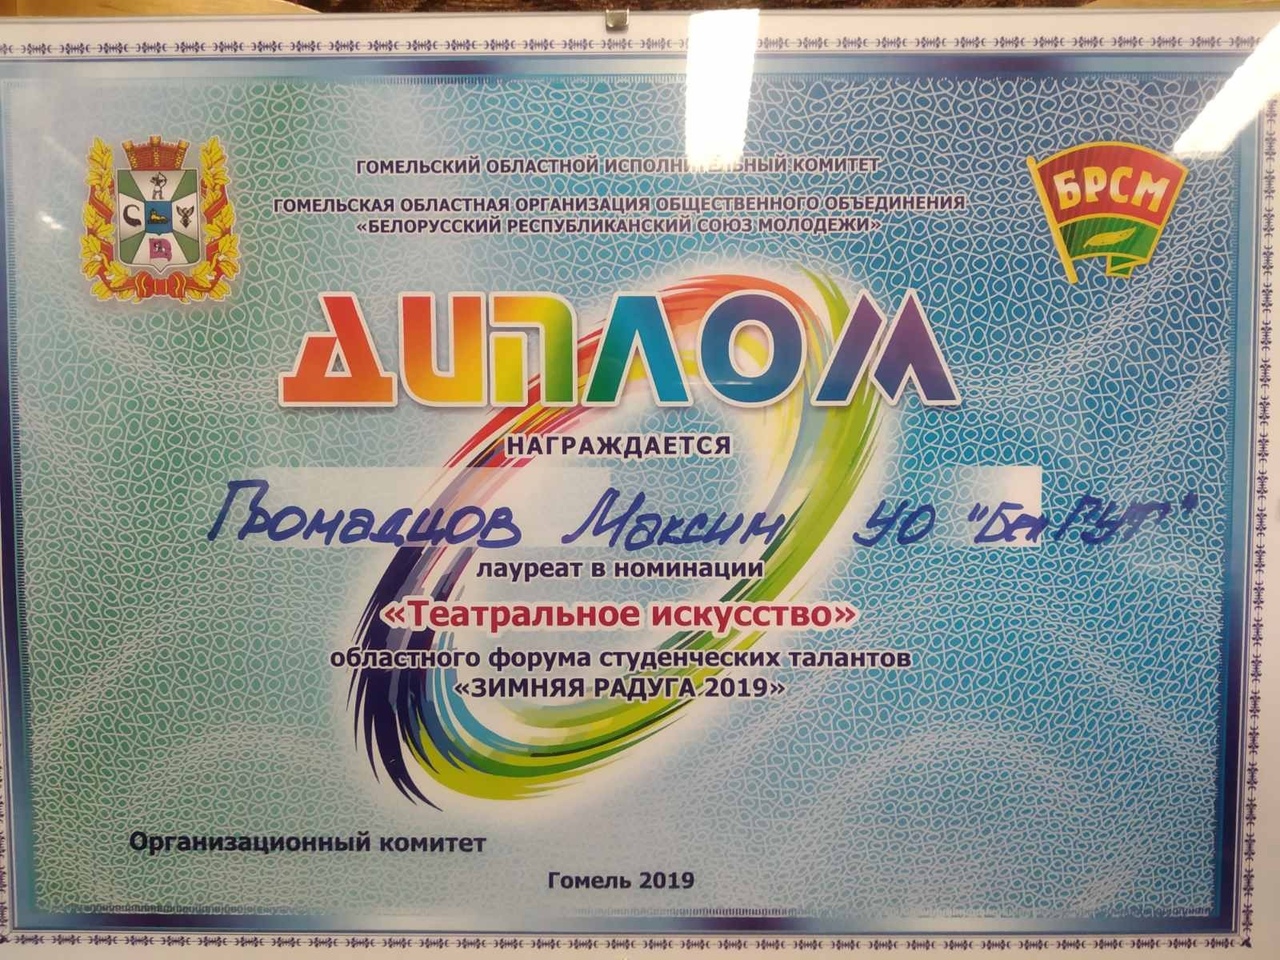 ГОМЕЛЬСКИЙ ОБЛАСТНОЙ ИСПОЛНИТЕЛЬНЫЙ КОМИТЕТ
ГОМЕЛЬСКАЯ ОБЛАСТНАЯ ОРГАНИЗАЦИЯ ОБЩЕСТВЕННОГО ОБЪЕДИНЕНИЯ
«БЕЛОРУССКИЙ РЕСПУБЛИКАНСКИЙ СОЮЗ МОЛОДЕЖИ»
БРСМ
ДИПЛОМ
НАГРАЖДАЕТСЯ
Громадцов Максим УО "БелГУТ"
лауреат в номинации
«Театральное искусство»
областного форума студенческих талантов
«ЗИМНЯЯ РАДУГА 2019»
Организационный комитет
Гомель 2019